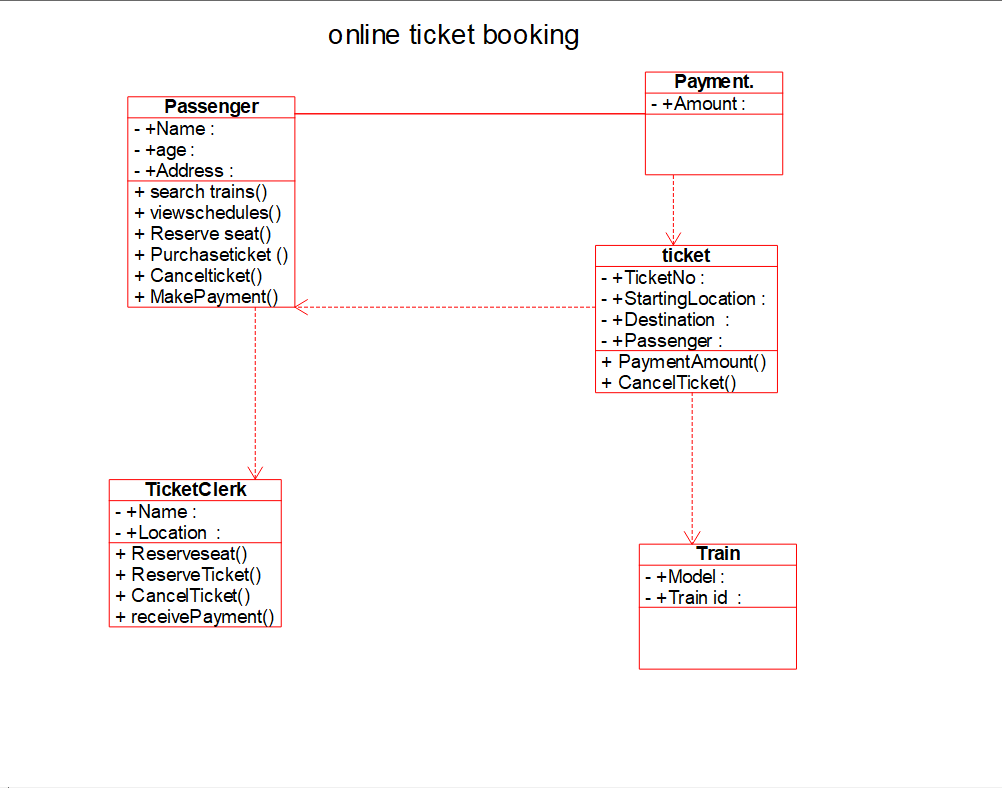 online ticket booking
Passenger
- +Name :
- +age :
- +Address :
+ search trains()
+ viewschedules()
+ Reserve seat()
+ Purchaseticket ()
+ Cancelticket()
+ MakePayment()
Payment.
- +Amount :
ticket
- +TicketNo :
- +StartingLocation :
- +Destination :
- +Passenger :
+ PaymentAmount()
+ CancelTicket()
TicketClerk
- +Name :
- +Location :
+ Reserveseat()
+ ReserveTicket()
+ CancelTicket()
+ receivePayment()
Train
- +Model :
- +Train id :